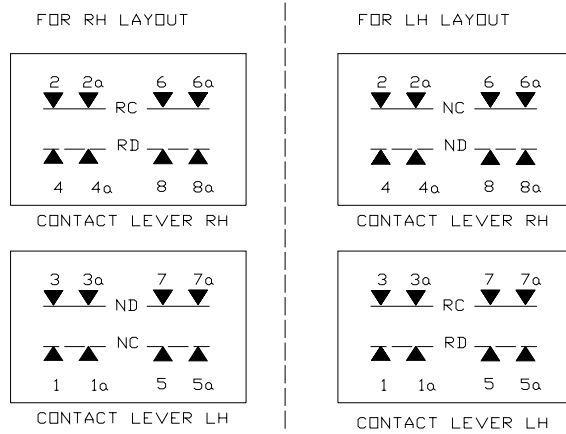 FOR RH LAYOUT
2 2a 6 6a
RC
RD
4 4a 8 8a
CONTACT LEVER RH
3 3a 7 7a
ND
NC
1 1a 5 5a
CONTACT LEVER LH
FOR LH LAYOUT
2 2a 6 6a
NC
ND
4 4a 8 8a
CONTACT LEVER RH
3 3a 7 7a
RC
RD
1 1a 5 5a
CONTACT LEVER LH